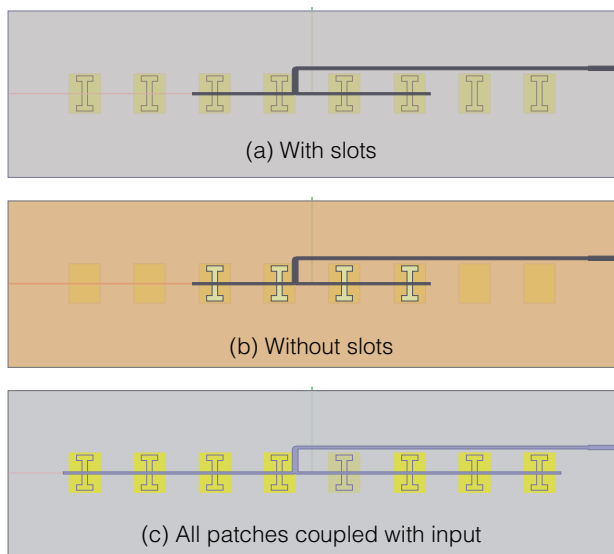 (a) With slots
(b) Without slots
(c) All patches coupled with input